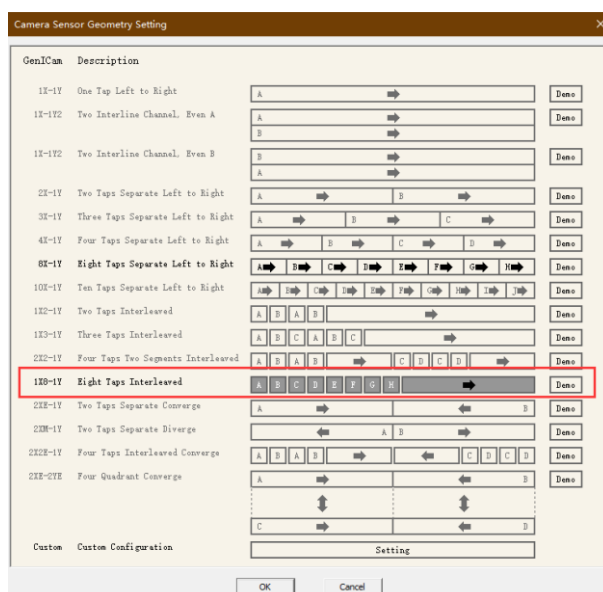 Camera Sensor Geometry Setting
GenICam Description
1X-1Y One Tap Left to Right A Demo
1X-1Y2 Two Interline Channel, Even A A Demo
B
1X-1Y2 Two Interline Channel, Even B B Demo
A
2X-1Y Two Taps Separate Left to Right A B Demo
3X-1Y Three Taps Separate Left to Right A B C Demo
4X-1Y Four Taps Separate Left to Right A B C D Demo
8X-1Y Eight Taps Separate Left to Right A B C D E F G H Demo
10X-1Y Ten Taps Separate Left to Right A B C D E F G H I J Demo
1X2-1Y Two Taps Interleaved A B A B Demo
1X3-1Y Three Taps Interleaved A B C A B C Demo
2X2-1Y Four Taps Two Segments Interleaved A B A B C D C D Demo
1X8-1Y Eight Taps Interleaved A B C D E F G H Demo
2XE-1Y Two Taps Separate Converge A B Demo
2XM-1Y Two Taps Separate Diverge A B Demo
2X2E-1Y Four Taps Interleaved Converge A B A B C D C D Demo
2XE-2YE Four Quadrant Converge A B Demo
C D
Custom Custom Configuration Setting
OK Cancel